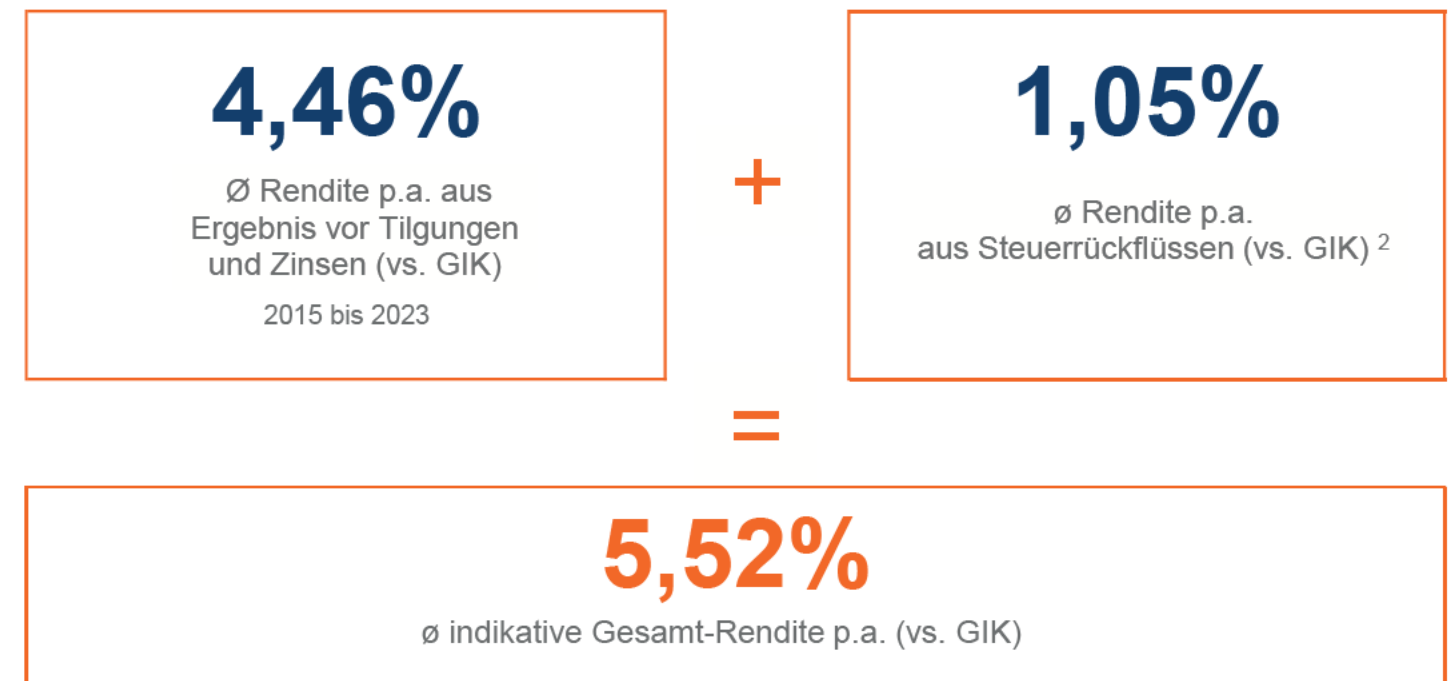 4,46%
Ø Rendite p.a. aus
Ergebnis vor Tilgungen
und Zinsen (vs. GIK)
2015 bis 2023
+
1,05%
ø Rendite p.a.
aus Steuerrückflüssen (vs. GIK) 2
=
5,52%
ø indikative Gesamt-Rendite p.a. (vs. GIK)